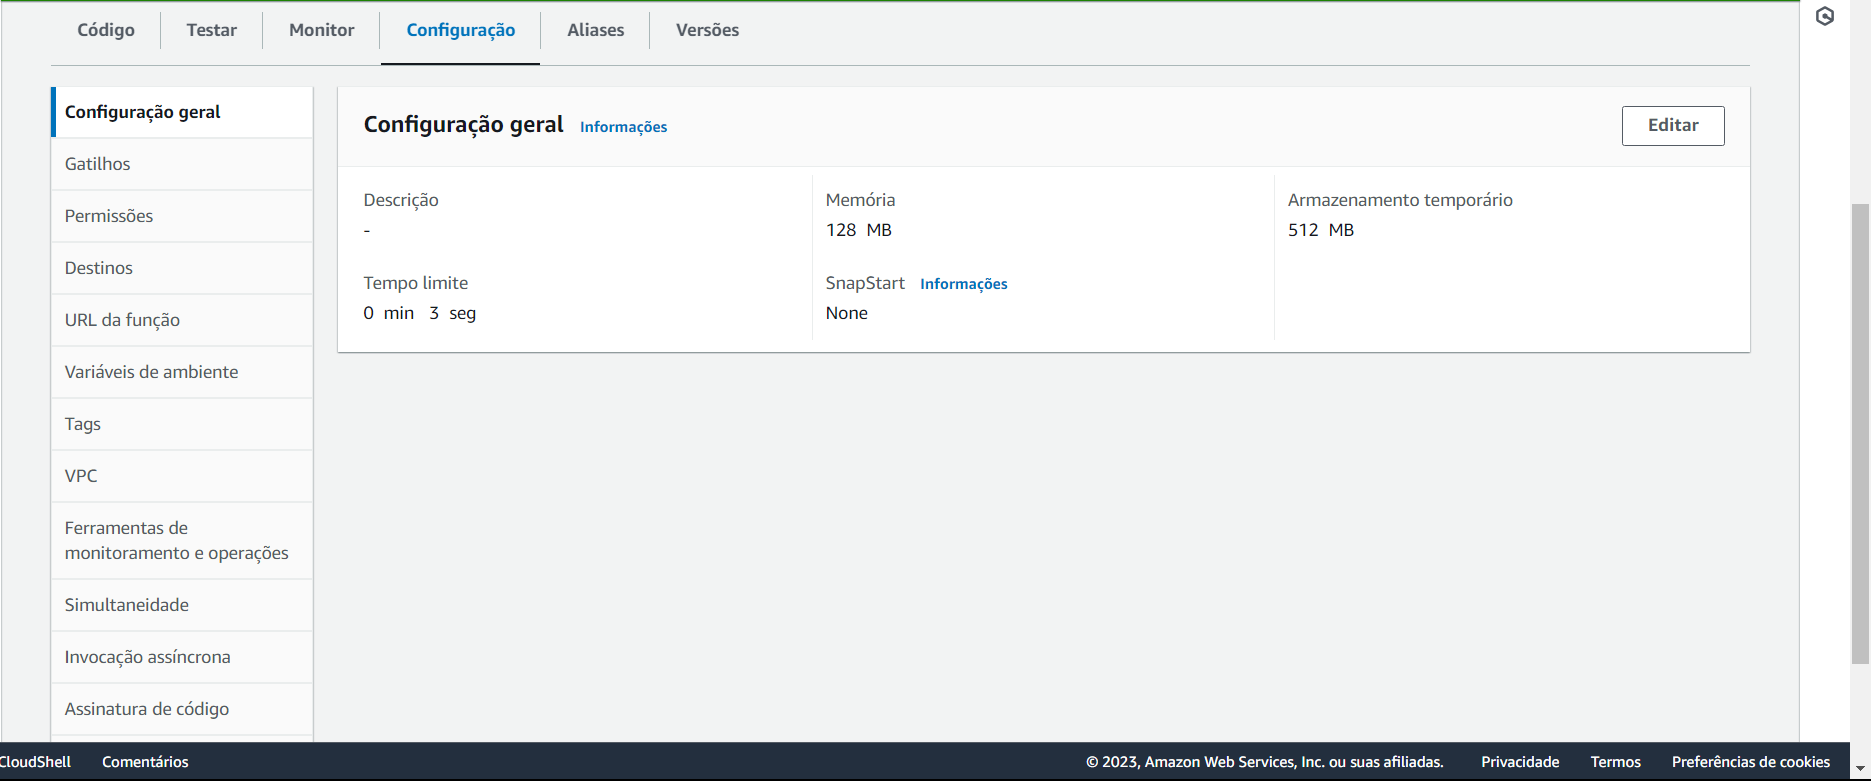 Código Testar Monitor Configuração Aliases Versões
Configuração geral
Gatilhos
Permissões
Destinos
URL da função
Variáveis de ambiente
Tags
VPC
Ferramentas de
monitoramento e operações
Simultaneidade
Invocação assíncrona
Assinatura de código
Configuração geral Informações Editar
Descrição
-
Memória
128 MB
Armazenamento temporário
512 MB
Tempo limite
0 min 3 seg
SnapStart Informações
None
CloudShell Comentários © 2023, Amazon Web Services, Inc. ou suas afiliadas. Privacidade Termos Preferências de cookies